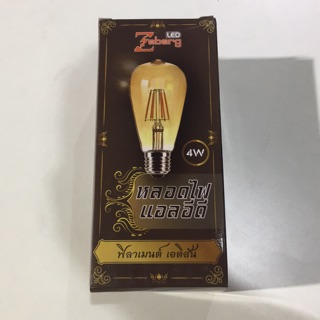 LED
Zeberg
4W
หลอดไฟ
แอลอีดี
ฟิลาเมนต์ เอดิสัน